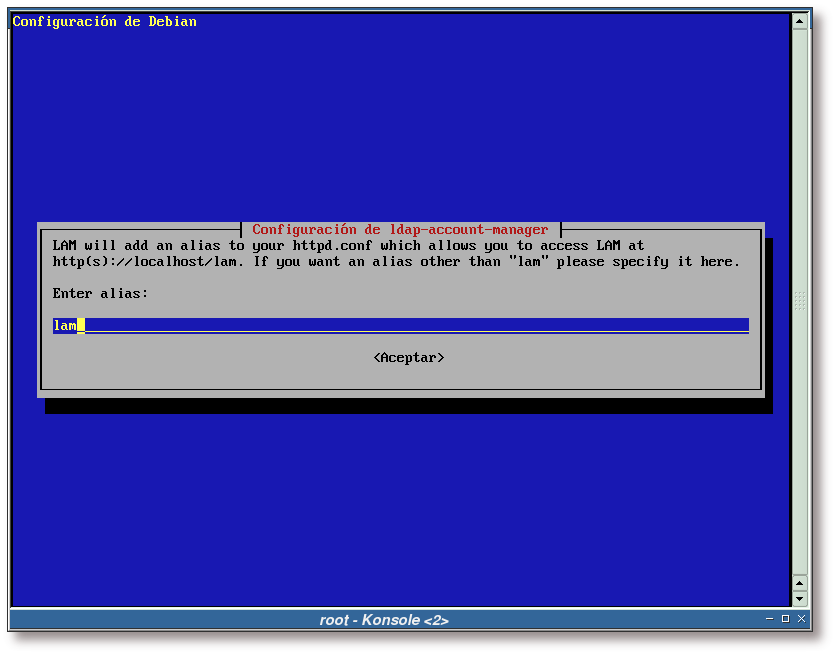 Configuración de Debian
Configuración de ldap-account-manager
LAM will add an alias to your httpd.conf which allows you to access LAM at
http(s)://localhost/lam. If you want an alias other than "lam" please specify it here.
Enter alias:
lam
<Aceptar>
root - Konsole <2>